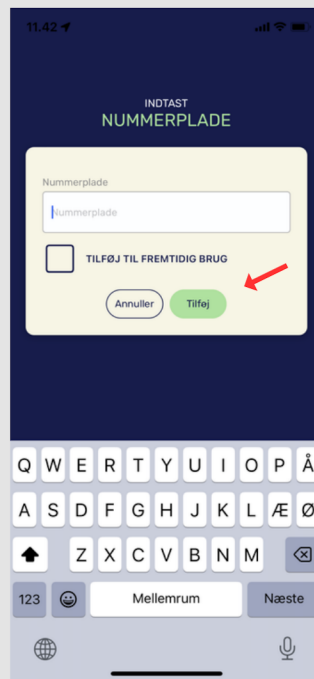 11.42
INDTAST
NUMMERPLADE
Nummerplade
Nummerplade
TILFØJ TIL FREMTIDIG BRUG
Annuller Tilføj
Q W E R T Y U I O P Å
A S D F G H J K L Æ Ø
Z X C V B N M
123 Mellemrum Næste